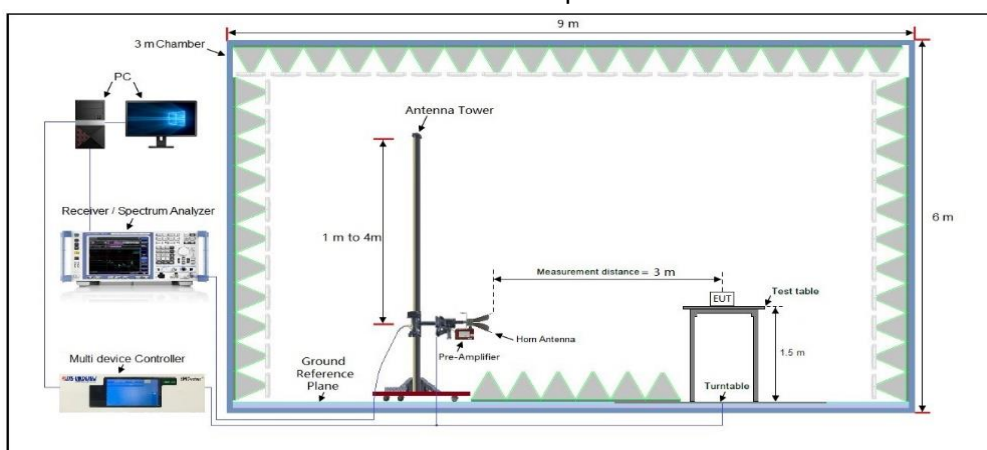 9 m
3 m Chamber
PC
Antenna Tower
Receiver / Spectrum Analyzer
1 m to 4m
6 m
Measurement distance = 3 m
EUT
Test table
Horn Antenna
Pre-Amplifier
1.5 m
Multi device Controller
Ground
Reference
Plane
Turntable